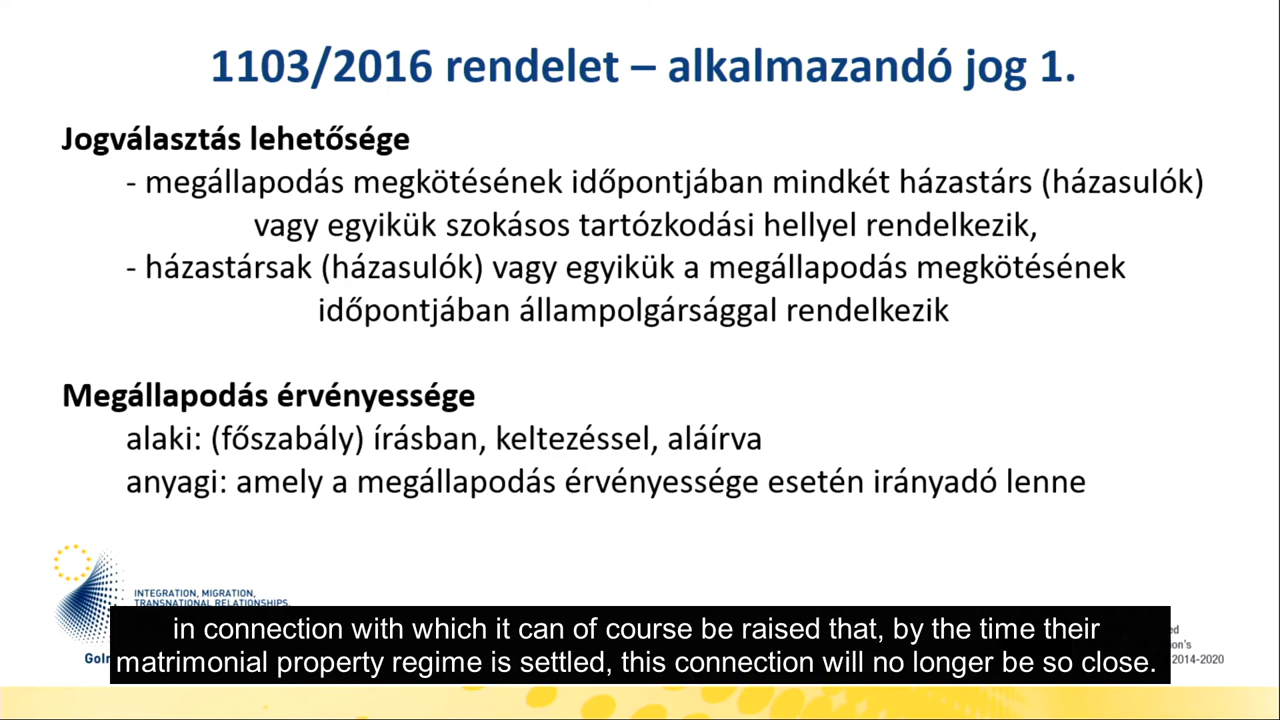 1103/2016 rendelet – alkalmazandó jog 1.
Jogválasztás lehetősége
- megállapodás megkötésének időpontjában mindkét házastárs (házasulók)
vagy egyikük szokásos tartózkodási hellyel rendelkezik,
- házastársak (házasulók) vagy egyikük a megállapodás megkötésének
időpontjában állampolgársággal rendelkezik
Megállapodás érvényessége
alaki: (főszabály) írásban, keltezéssel, aláírva
anyagi: amely a megállapodás érvényessége esetén irányadó lenne
INTEGRATION, MIGRATION,
TRANSNATIONAL RELATIONSHIPS.
in connection with which it can of course be raised that, by the time their
matrimonial property regime is settled, this connection will no longer be so close.
2014-2020